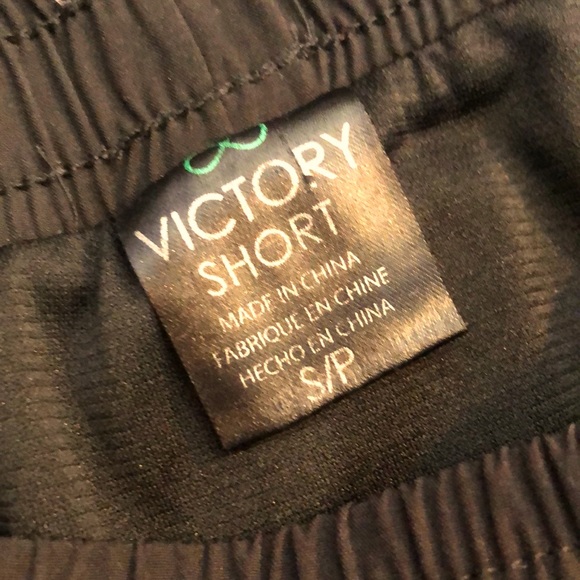 VICTORY
SHORT
MADE IN CHINA
FABRIQUE EN CHINE
HECHO EN CHINA
S/P